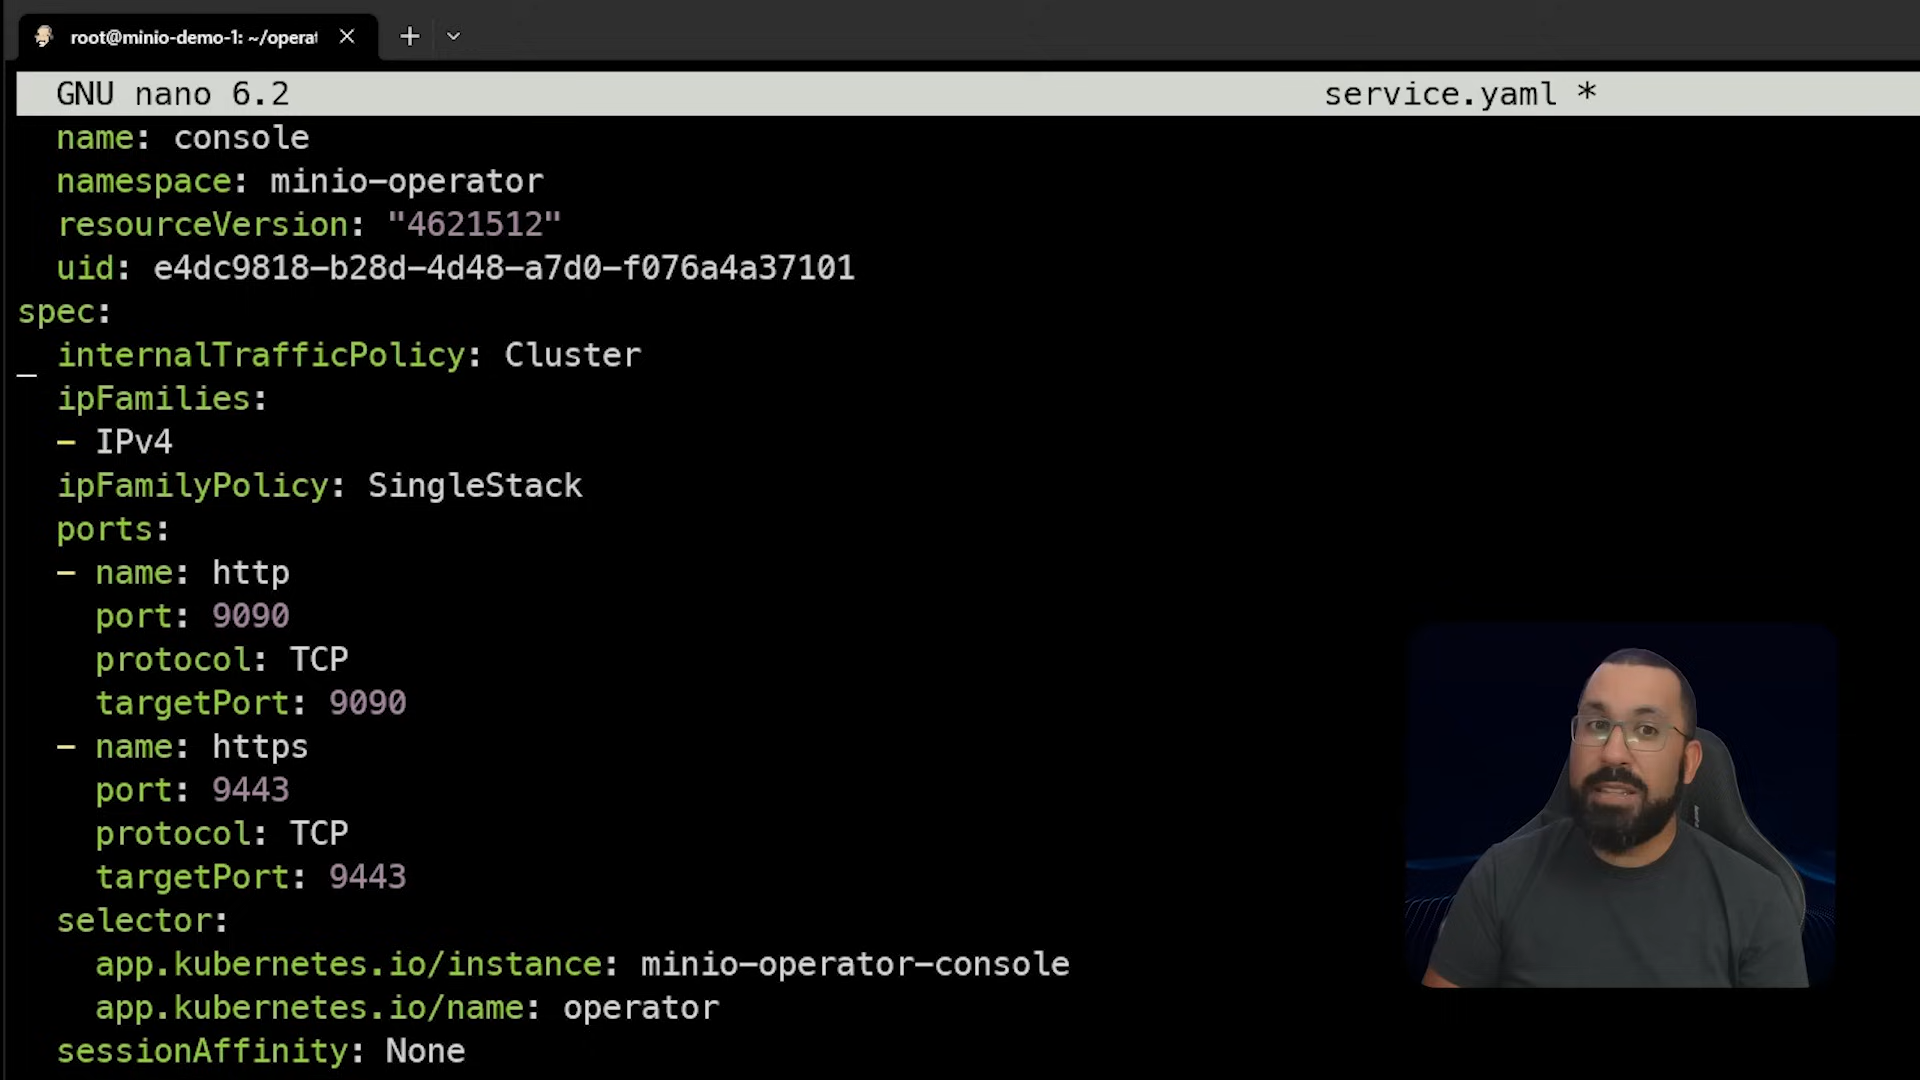 root@minio-demo-1: ~/operat
GNU nano 6.2 service.yaml *
name: console
namespace: minio-operator
resourceVersion: "4621512"
uid: e4dc9818-b28d-4d48-a7d0-f076a4a37101
spec:
internalTrafficPolicy: Cluster
ipFamilies:
- IPv4
ipFamilyPolicy: SingleStack
ports:
- name: http
port: 9090
protocol: TCP
targetPort: 9090
- name: https
port: 9443
protocol: TCP
targetPort: 9443
selector:
app.kubernetes.io/instance: minio-operator-console
app.kubernetes.io/name: operator
sessionAffinity: None